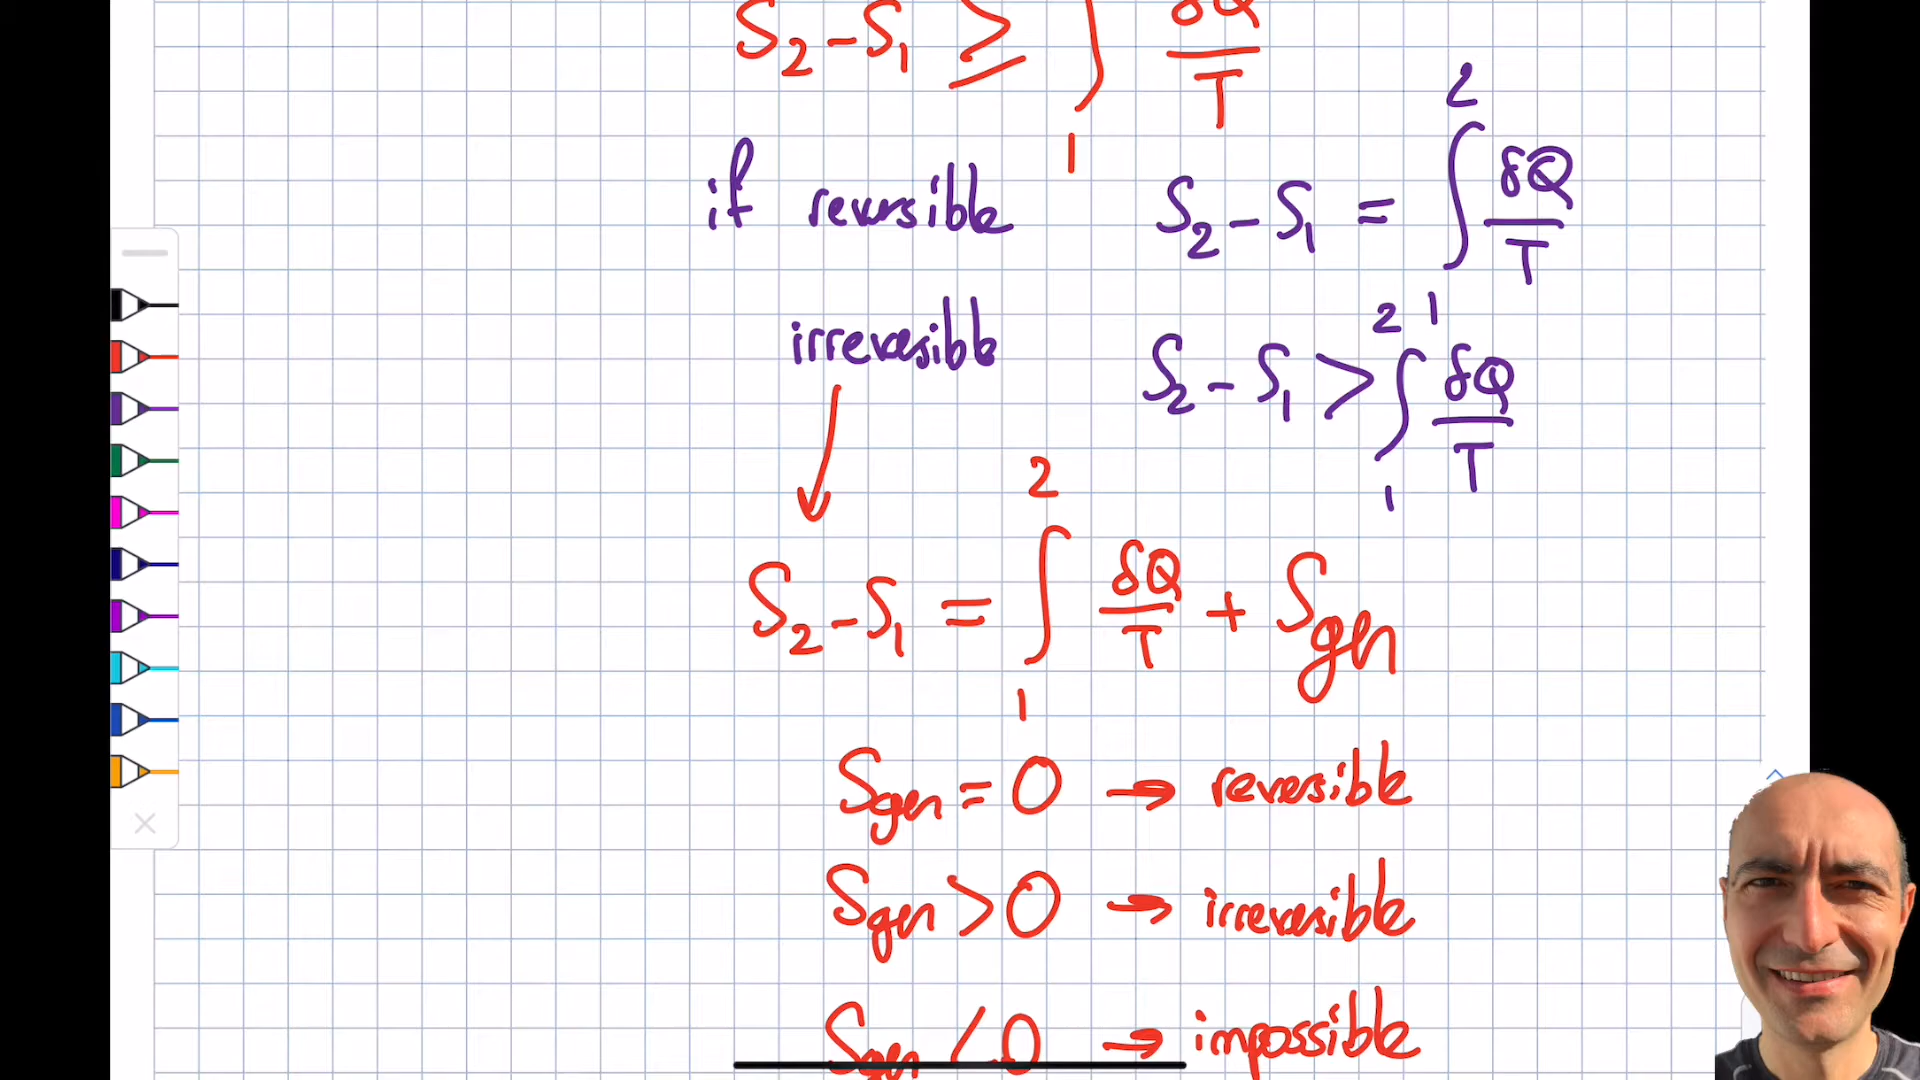 S₂-S₁ ≥ ∫₁ δQ/T
if reversible S₂-S₁ = ∫₁² δQ/T
irreversible S₂-S₁ > ∫₁² δQ/T
S₂-S₁ = ∫₁² δQ/T + Sgen
Sgen = 0 → reversible
Sgen > 0 → irreversible
Sgen < 0 → impossible